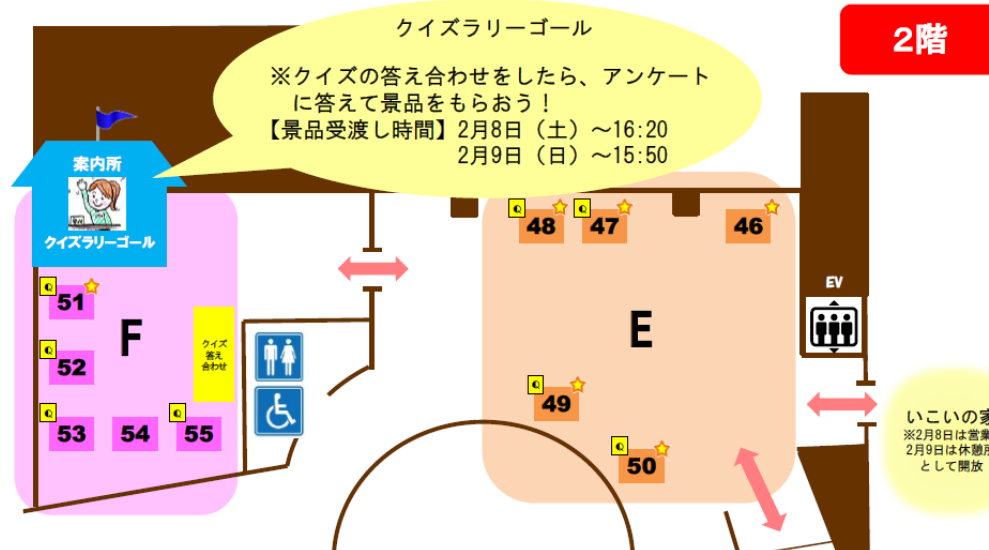 クイズラリーゴール
※クイズの答え合わせをしたら、アンケート
に答えて景品をもらおう！
【景品受渡し時間】2月8日（土）～16:20
2月9日（日）～15:50
2階
案内所
クイズラリーゴール
Q 48
Q 47
46
EV
Q 51
F
E
Q 52
クイズ
答え
合わせ
Q 49
Q 53
54
Q 55
Q 50
いこいの家
※2月8日は営業
2月9日は休憩所
として開放